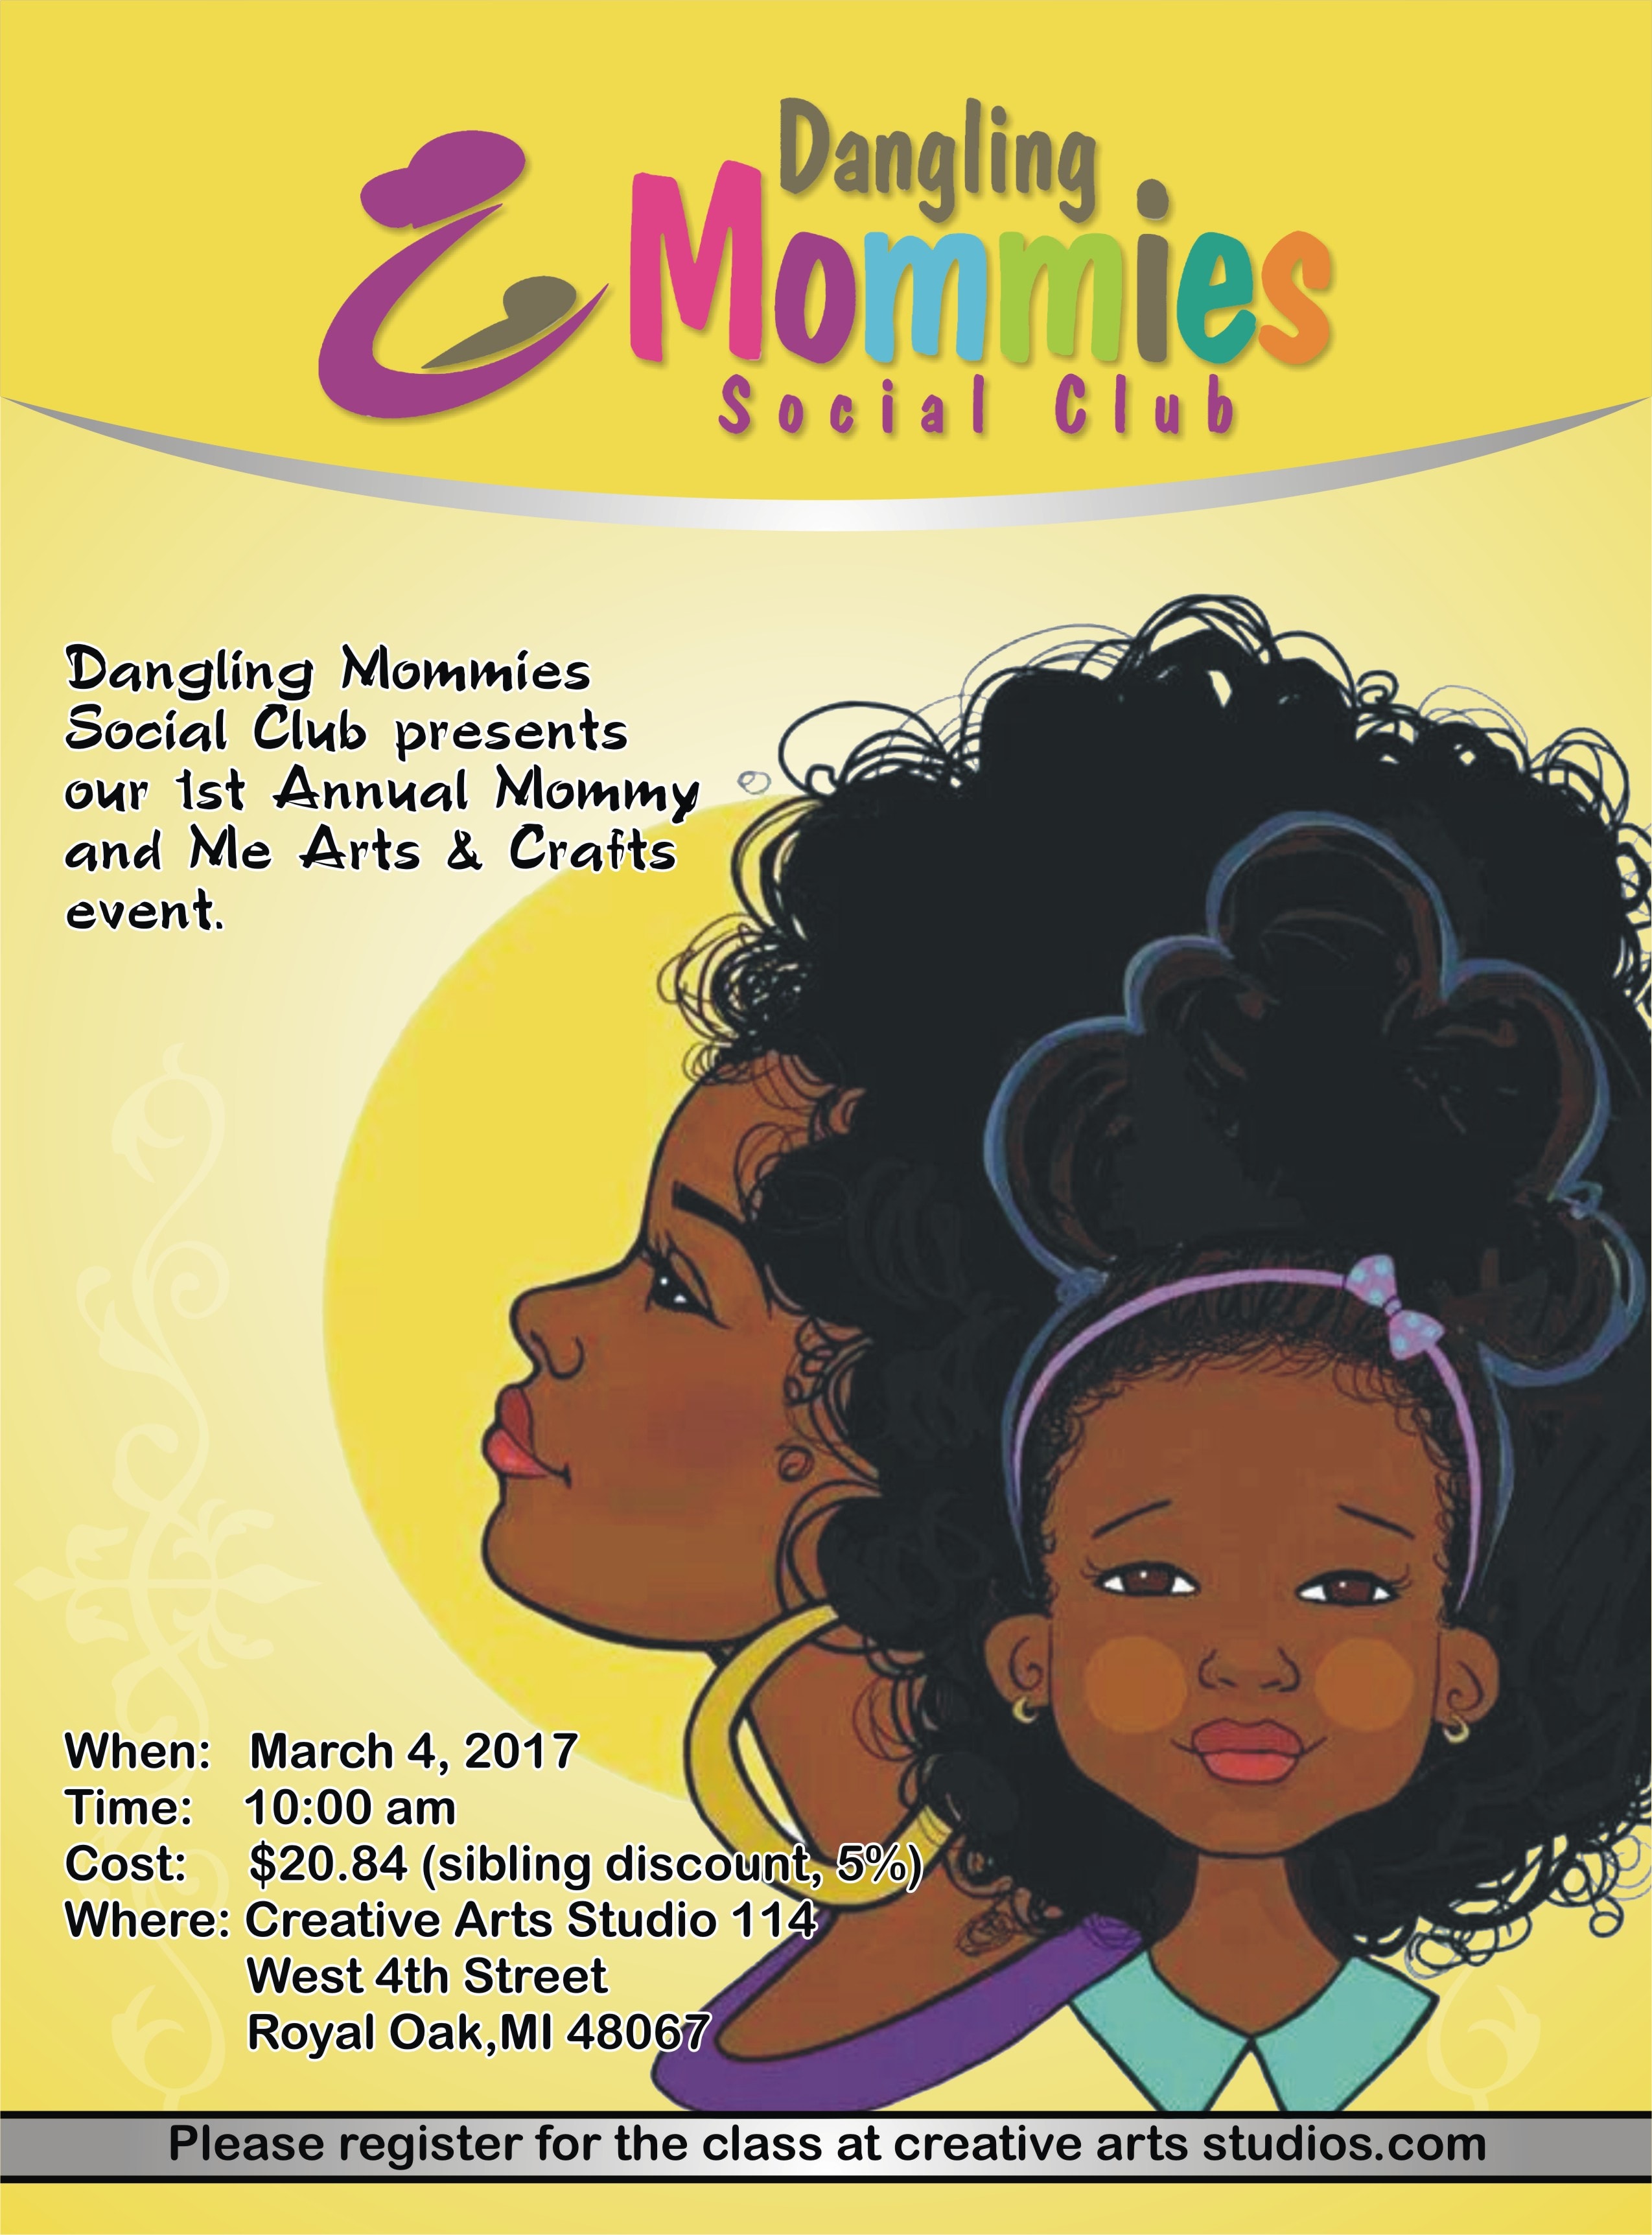 Dangling
Mommies
Social Club
Dangling Mommies
Social Club presents
our 1st Annual Mommy
and Me Arts & Crafts
event.
When: March 4, 2017
Time: 10:00 am
Cost: $20.84 (sibling discount, 5%)
Where: Creative Arts Studio 114
West 4th Street
Royal Oak,MI 48067
Please register for the class at creative arts studios.com